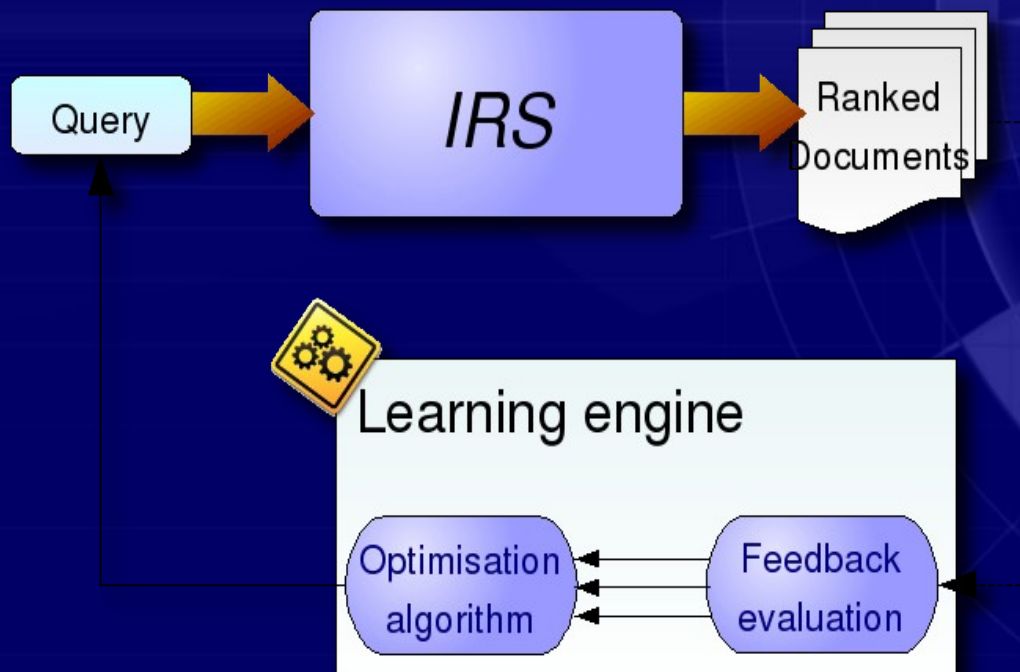 Query
IRS
Ranked
Documents
Learning engine
Optimisation
algorithm
Feedback
evaluation